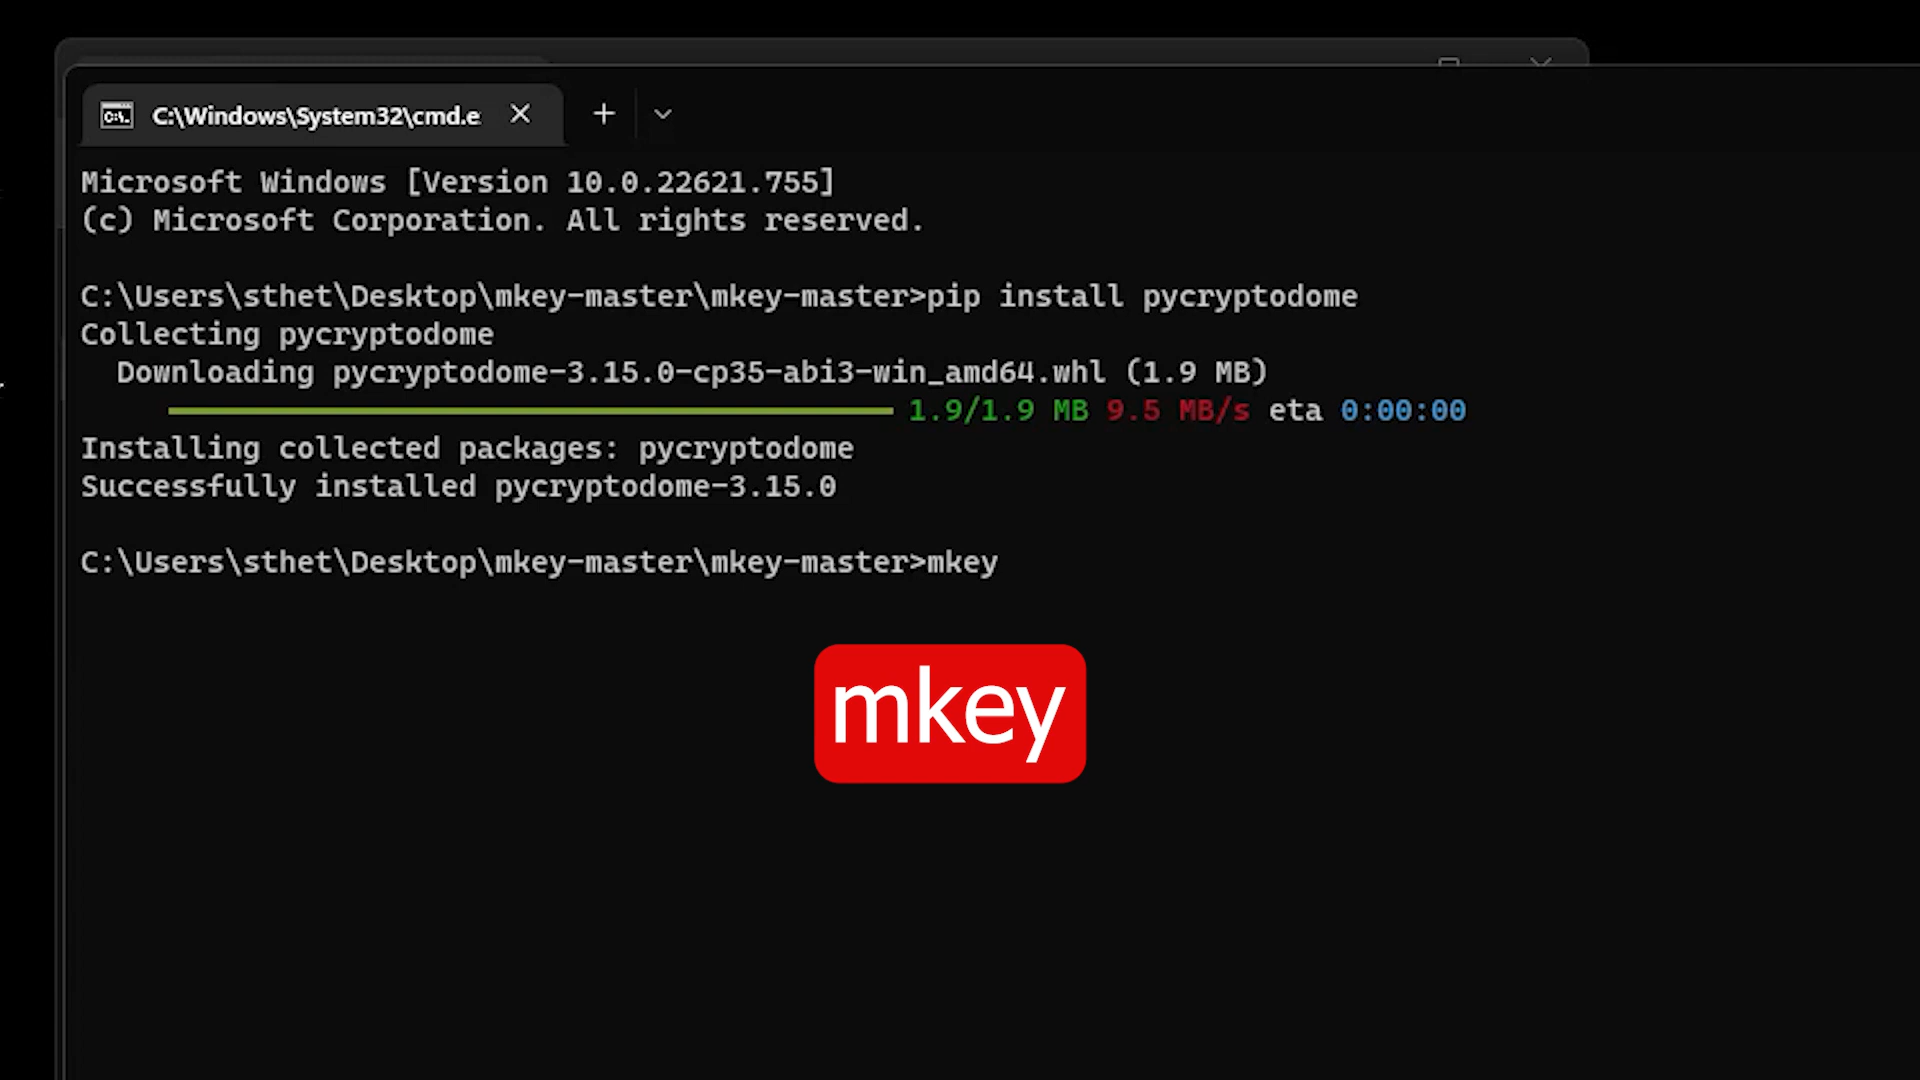 C:\Windows\System32\cmd.e
Microsoft Windows [Version 10.0.22621.755]
(c) Microsoft Corporation. All rights reserved.
C:\Users\sthet\Desktop\mkey-master\mkey-master>pip install pycryptodome
Collecting pycryptodome
Downloading pycryptodome-3.15.0-cp35-abi3-win_amd64.whl (1.9 MB)
1.9/1.9 MB 9.5 MB/s eta 0:00:00
Installing collected packages: pycryptodome
Successfully installed pycryptodome-3.15.0
C:\Users\sthet\Desktop\mkey-master\mkey-master>mkey
mkey